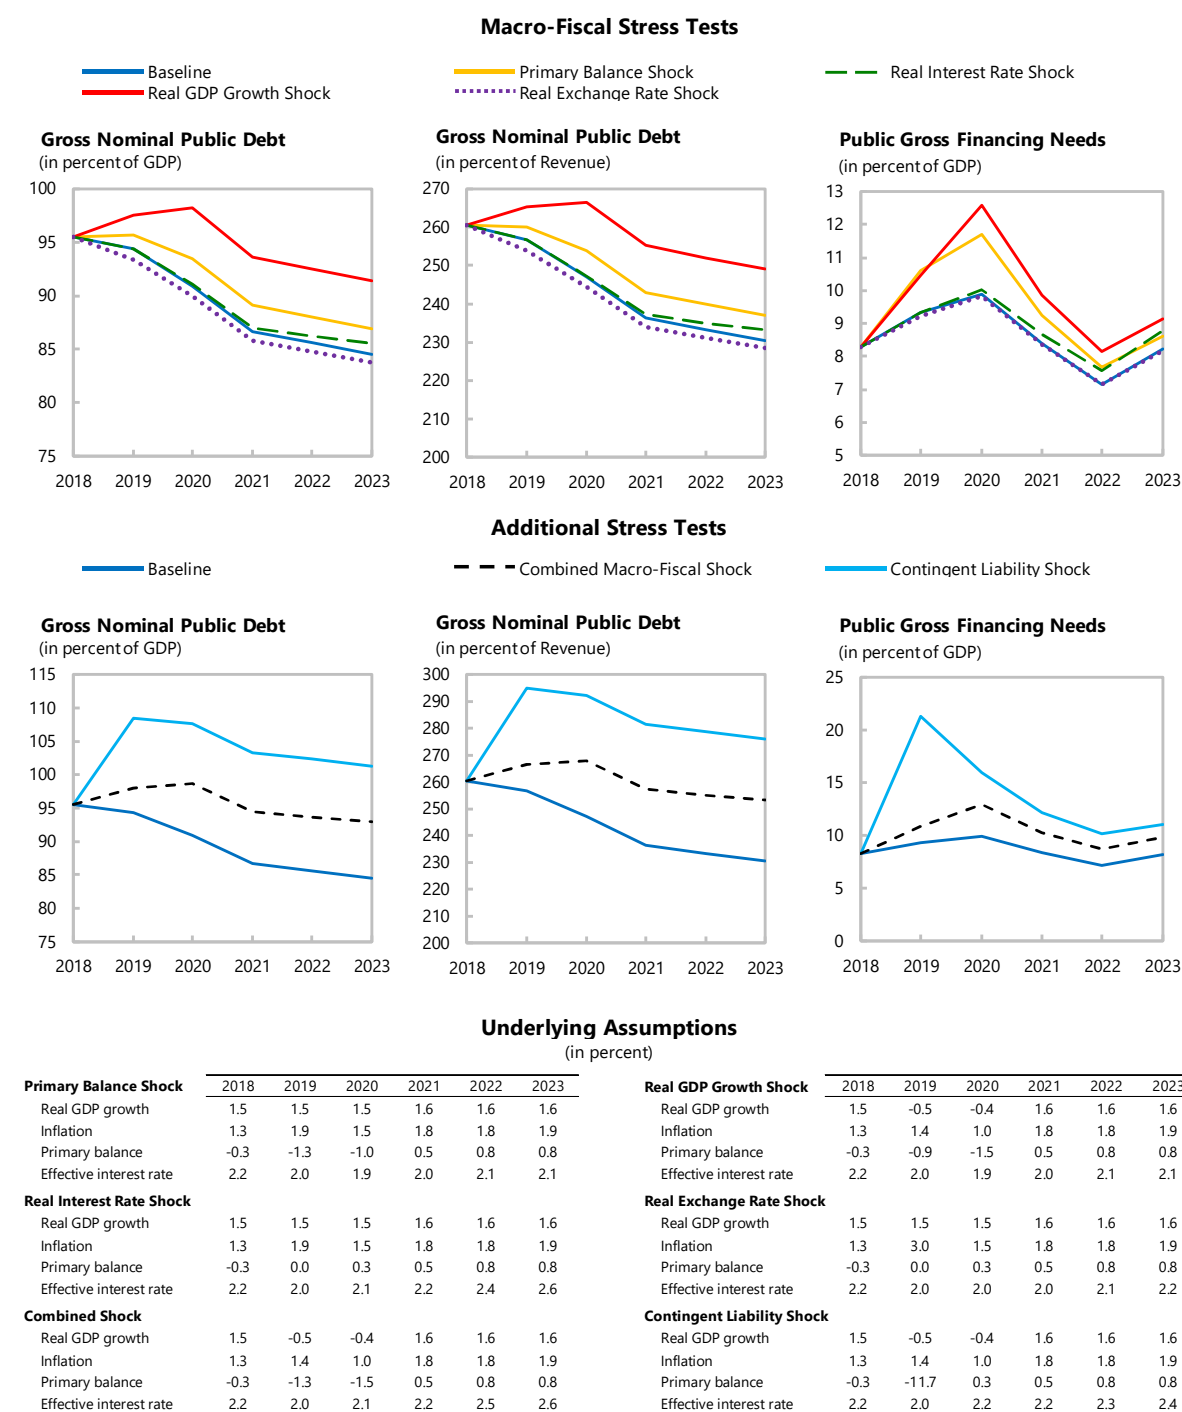 Macro-Fiscal Stress Tests
Baseline
Primary Balance Shock
Real Interest Rate Shock
Real GDP Growth Shock
Real Exchange Rate Shock
Gross Nominal Public Debt
(in percent of GDP)
100
95
90
85
80
75
2018 2019 2020 2021 2022 2023
Gross Nominal Public Debt
(in percent of Revenue)
270
260
250
240
230
220
210
200
2018 2019 2020 2021 2022 2023
Public Gross Financing Needs
(in percent of GDP)
13
12
11
10
9
8
7
6
5
2018 2019 2020 2021 2022 2023
Additional Stress Tests
Baseline
Combined Macro-Fiscal Shock
Contingent Liability Shock
Gross Nominal Public Debt
(in percent of GDP)
115
110
105
100
95
90
85
80
75
2018 2019 2020 2021 2022 2023
Gross Nominal Public Debt
(in percent of Revenue)
300
290
280
270
260
250
240
230
220
210
200
2018 2019 2020 2021 2022 2023
Public Gross Financing Needs
(in percent of GDP)
25
20
15
10
5
0
2018 2019 2020 2021 2022 2023
Underlying Assumptions
(in percent)
Primary Balance Shock 2018 2019 2020 2021 2022 2023
Real GDP growth 1.5 1.5 1.5 1.6 1.6 1.6
Inflation 1.3 1.9 1.5 1.8 1.8 1.9
Primary balance -0.3 -1.3 -1.0 0.5 0.8 0.8
Effective interest rate 2.2 2.0 1.9 2.0 2.1 2.1
Real Interest Rate Shock
Real GDP growth 1.5 1.5 1.5 1.6 1.6 1.6
Inflation 1.3 1.9 1.5 1.8 1.8 1.9
Primary balance -0.3 0.0 0.3 0.5 0.8 0.8
Effective interest rate 2.2 2.0 2.1 2.2 2.4 2.6
Combined Shock
Real GDP growth 1.5 -0.5 -0.4 1.6 1.6 1.6
Inflation 1.3 1.4 1.0 1.8 1.8 1.9
Primary balance -0.3 -1.3 -1.5 0.5 0.8 0.8
Effective interest rate 2.2 2.0 2.1 2.2 2.5 2.6
Real GDP Growth Shock 2018 2019 2020 2021 2022 2023
Real GDP growth 1.5 -0.5 -0.4 1.6 1.6 1.6
Inflation 1.3 1.4 1.0 1.8 1.8 1.9
Primary balance -0.3 -0.9 -1.5 0.5 0.8 0.8
Effective interest rate 2.2 2.0 1.9 2.0 2.1 2.1
Real Exchange Rate Shock
Real GDP growth 1.5 1.5 1.5 1.6 1.6 1.6
Inflation 1.3 3.0 1.5 1.8 1.8 1.9
Primary balance -0.3 0.0 0.3 0.5 0.8 0.8
Effective interest rate 2.2 2.0 2.0 2.0 2.1 2.2
Contingent Liability Shock
Real GDP growth 1.5 -0.5 -0.4 1.6 1.6 1.6
Inflation 1.3 1.4 1.0 1.8 1.8 1.9
Primary balance -0.3 -11.7 0.3 0.5 0.8 0.8
Effective interest rate 2.2 2.0 2.2 2.2 2.3 2.4